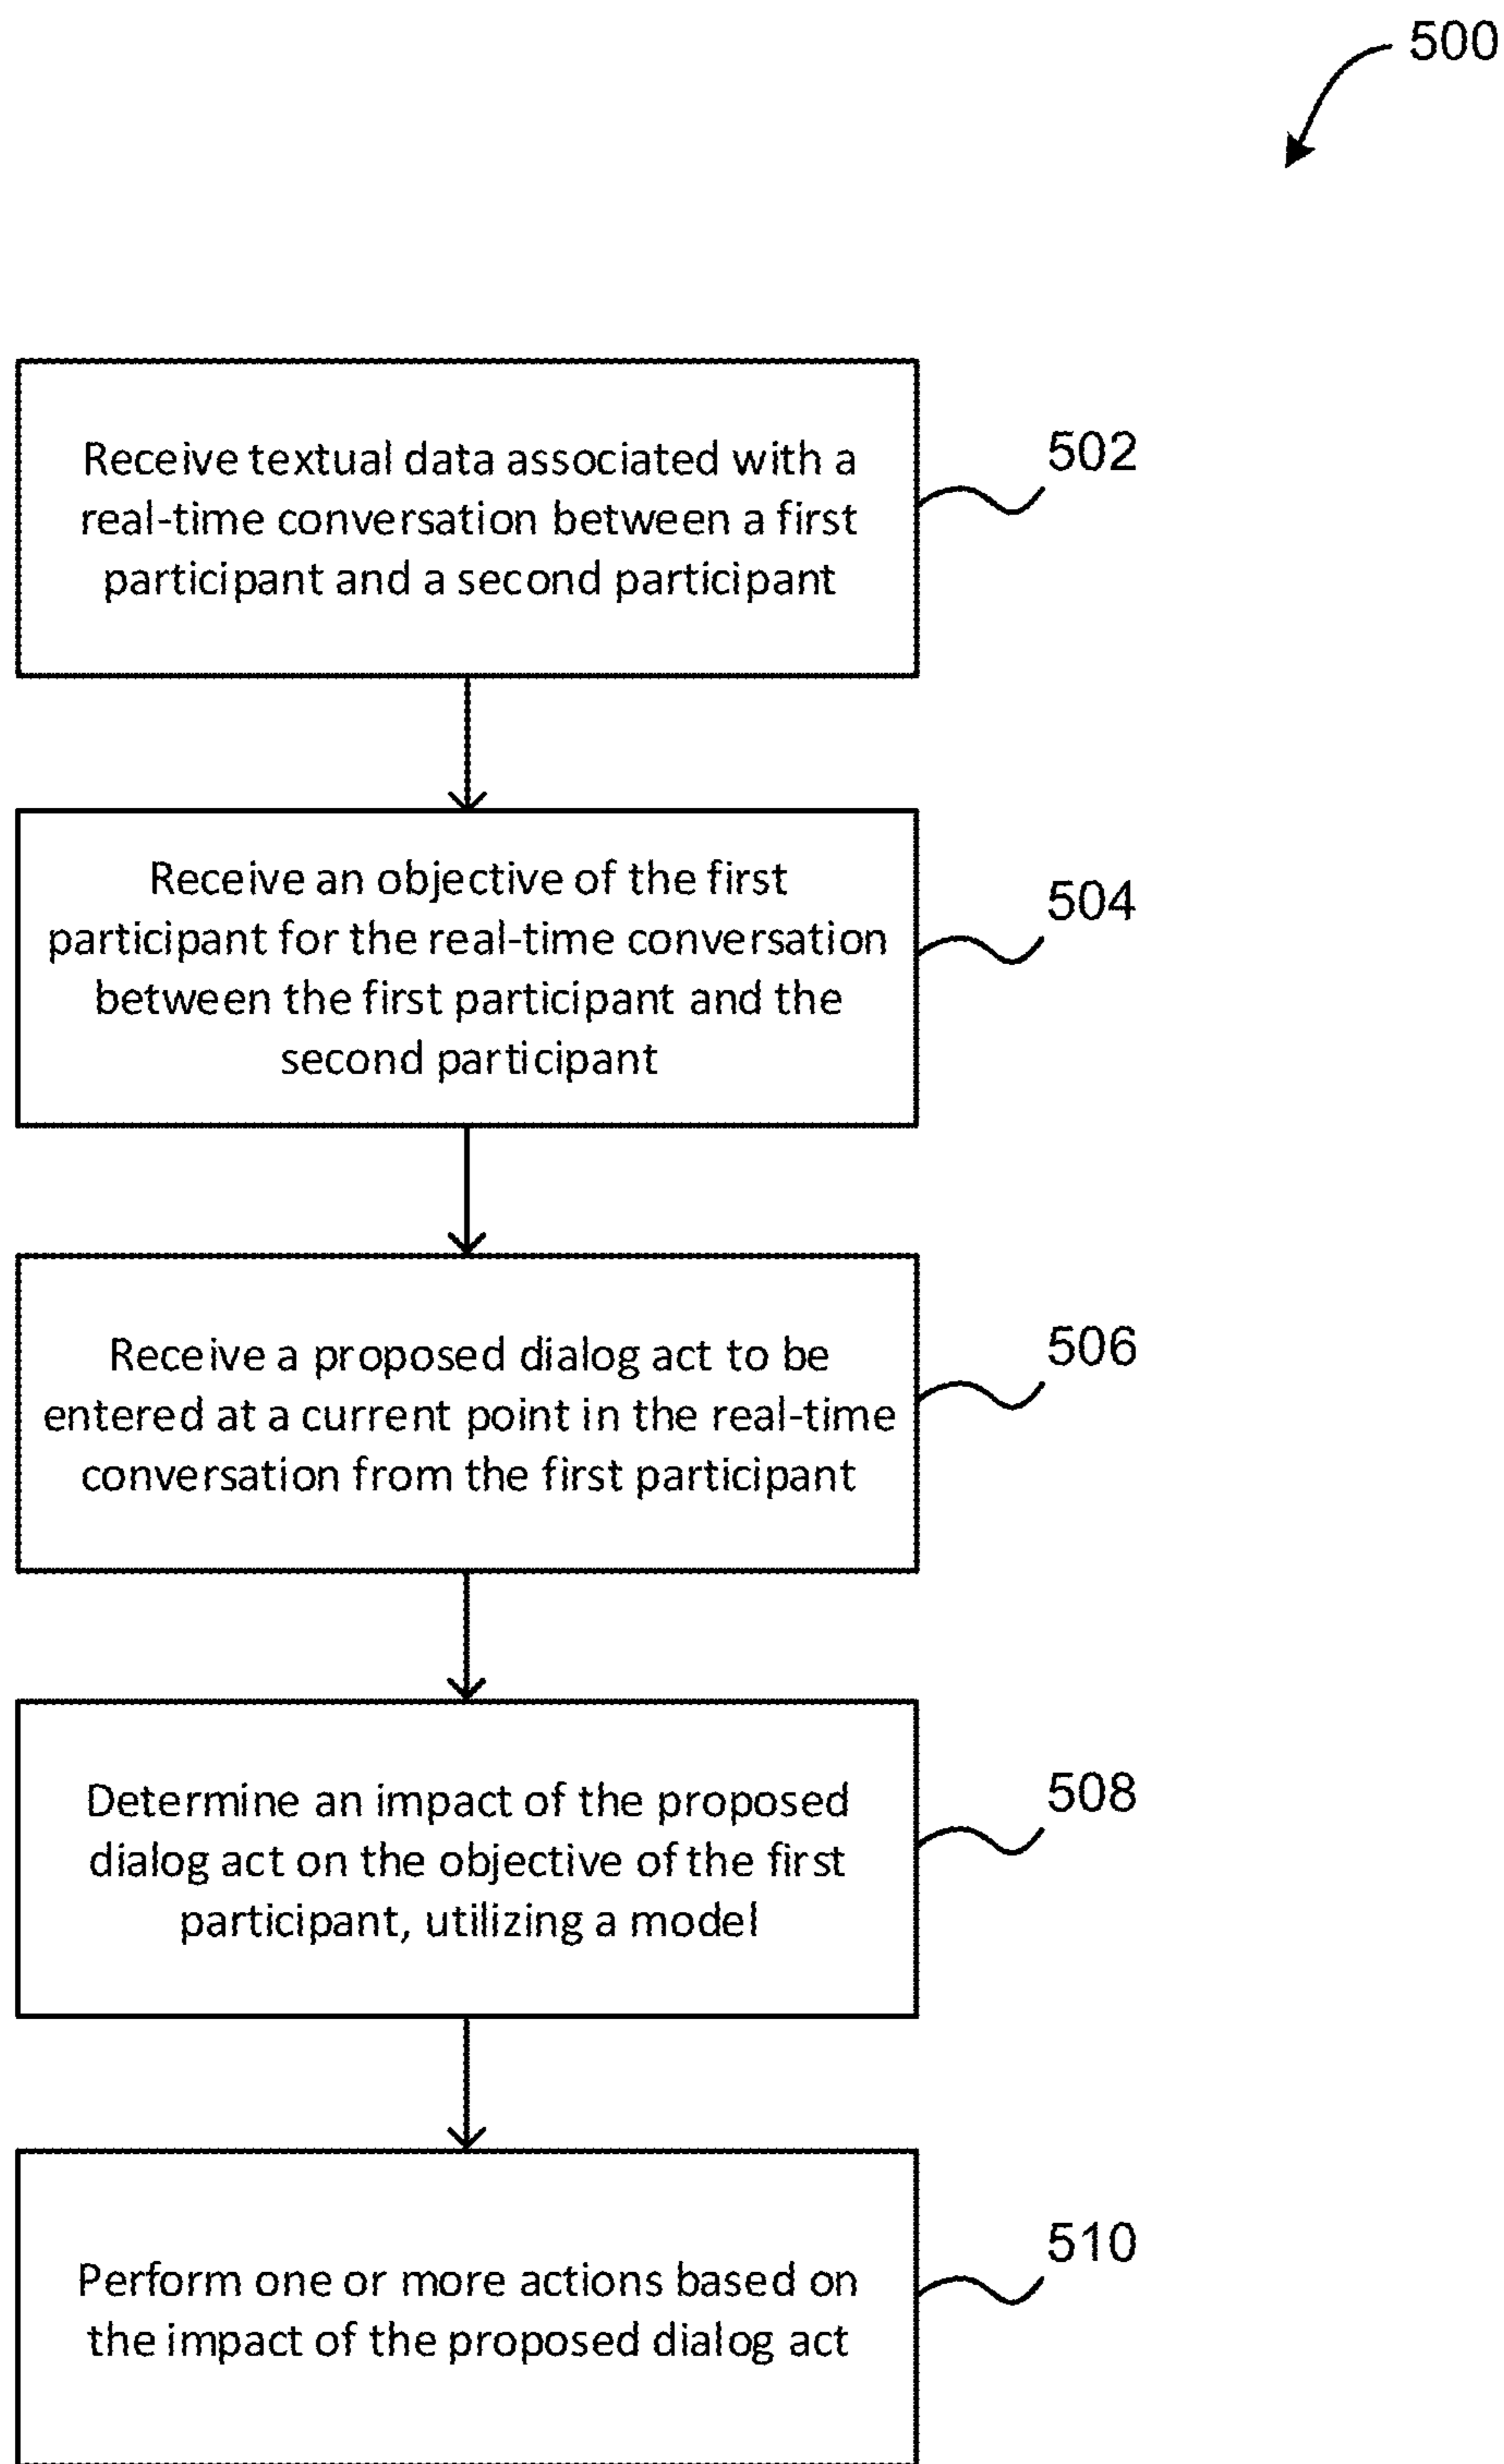 500
Receive textual data associated with a
real-time conversation between a first
participant and a second participant
502
Receive an objective of the first
participant for the real-time conversation
between the first participant and the
second participant
504
Receive a proposed dialog act to be
entered at a current point in the real-time
conversation from the first participant
506
Determine an impact of the proposed
dialog act on the objective of the first
participant, utilizing a model
508
Perform one or more actions based on
the impact of the proposed dialog act
510